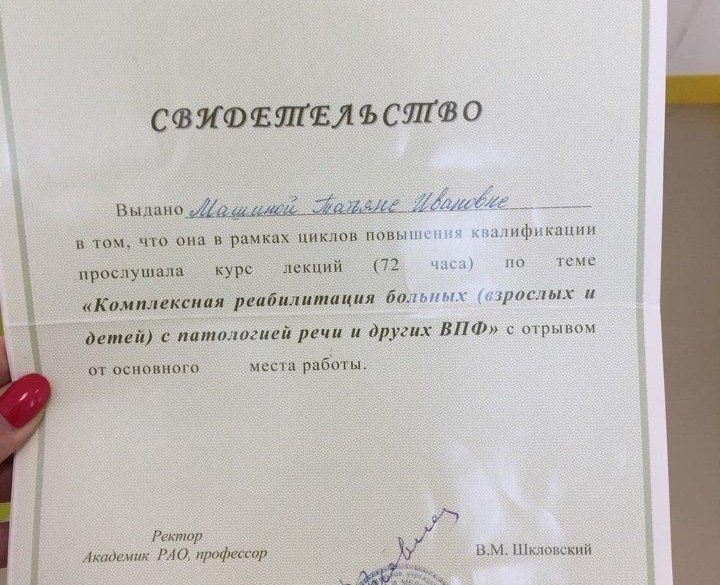 СВИДЕТЕЛЬСТВО
Выдано Машиной Татьяне Ивановне
в том, что она в рамках циклов повышения квалификации
прослушала курс лекций (72 часа) по теме
«Комплексная реабилитация больных (взрослых и
детей) с патологией речи и других ВПФ» с отрывом
от основного места работы.
Ректор
Академик РАО, профессор
В.М. Шкловский